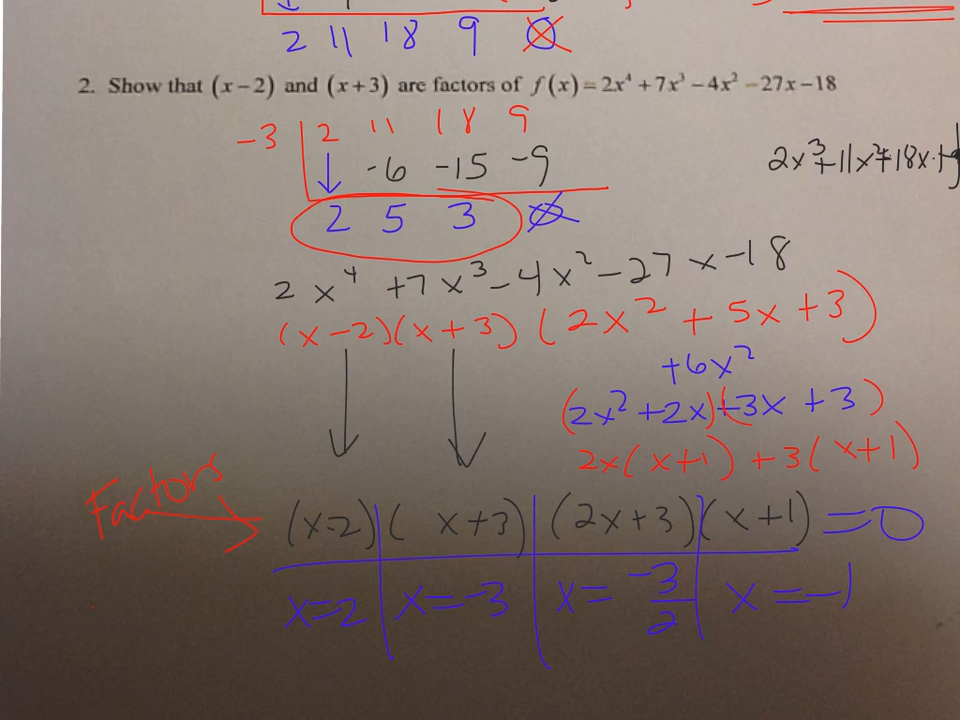 2 11 18 9 0
2. Show that (x-2) and (x+3) are factors of f(x) = 2x⁴ + 7x³ - 4x² - 27x - 18
-3 2 11 18 9
2x³+11x²+18x+9
-6 -15 -9
2 5 3 0
2x⁴ +7x³-4x²-27x-18
(x-2)(x+3)(2x² + 5x +3)
+6x²
(2x²+2x)(+3x +3)
2x(x+1)+3(x+1)
Factors
(x-2)(x+3)(2x+3)(x+1)=0
x=2 x=-3 x=-3/2 x=-1